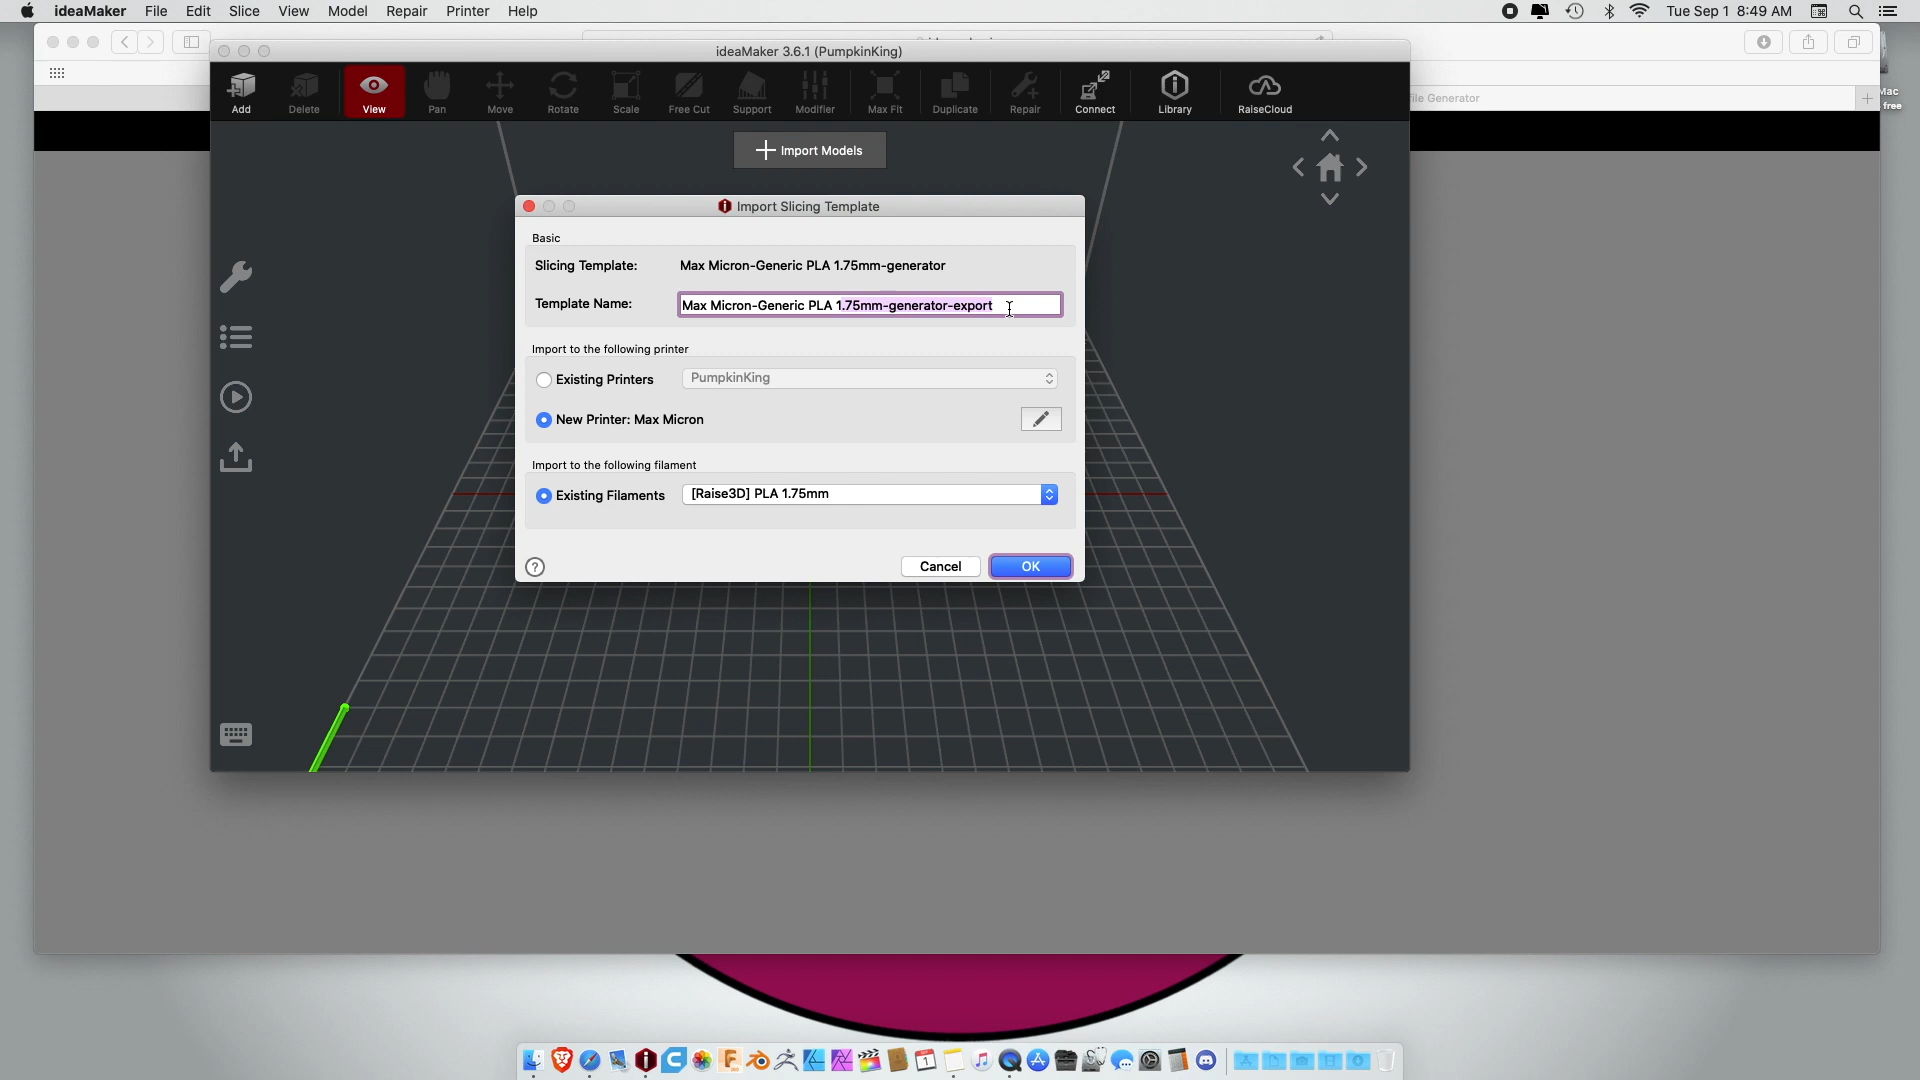 ideaMaker File Edit Slice View Model Repair Printer Help Tue Sep 1 8:49 AM
ideaMaker 3.6.1 (PumpkinKing)
Add Delete View Pan Move Rotate Scale Free Cut Support Modifier Max Fit Duplicate Repair Connect Library RaiseCloud
file Generator
Mac
free
Import Models
Import Slicing Template
Basic
Slicing Template: Max Micron-Generic PLA 1.75mm-generator
Template Name: Max Micron-Generic PLA 1.75mm-generator-export
Import to the following printer
Existing Printers PumpkinKing
New Printer: Max Micron
Import to the following filament
Existing Filaments [Raise3D] PLA 1.75mm
? Cancel OK